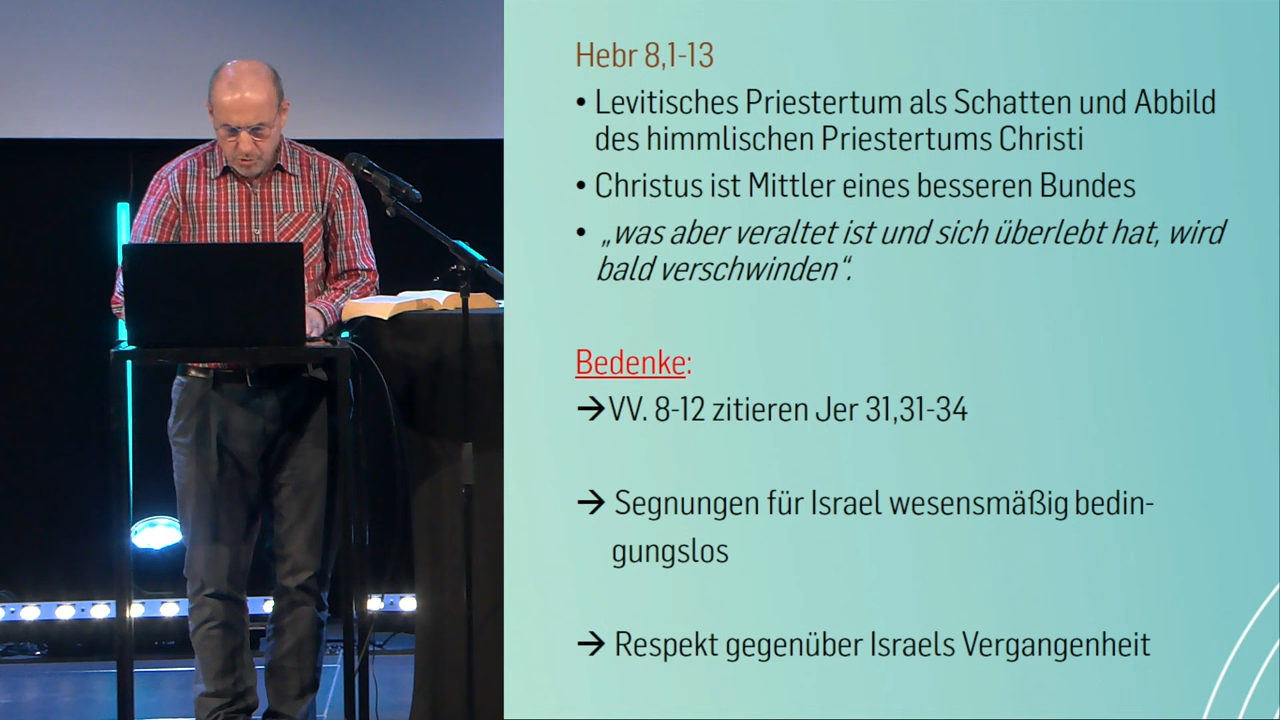 Hebr 8,1-13
• Levitisches Priestertum als Schatten und Abbild
des himmlischen Priestertums Christi
• Christus ist Mittler eines besseren Bundes
• „was aber veraltet ist und sich überlebt hat, wird
bald verschwinden“.
Bedenke:
→VV. 8-12 zitieren Jer 31,31-34
→ Segnungen für Israel wesensmäßig bedin-
gungslos
→ Respekt gegenüber Israels Vergangenheit